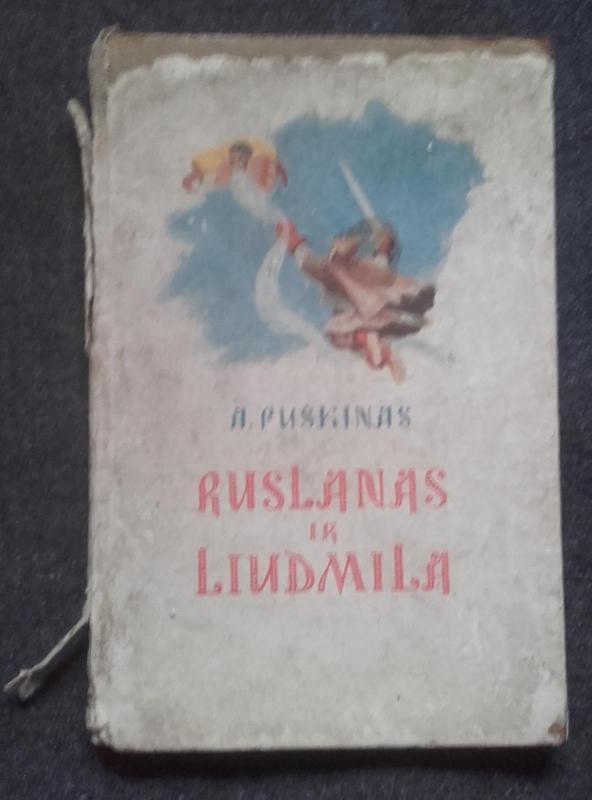 A. PUŠKINAS
RUSLANAS
IR
LIUDMILA